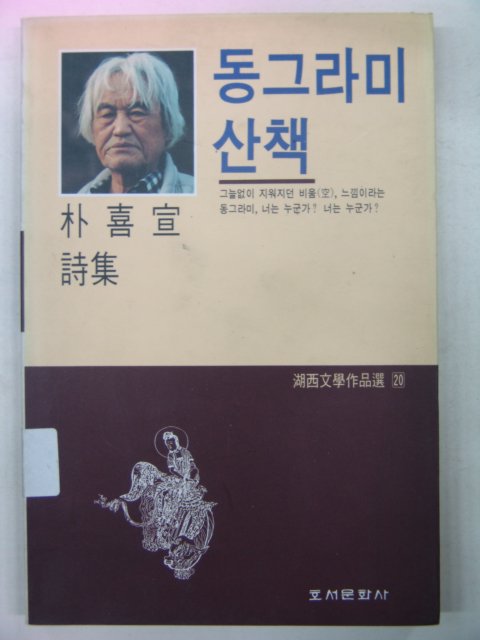 동그라미
산책
그늘없이 지워지던 비움(空), 느낌이라는
동그라미, 너는 누군가? 너는 누군가?
朴喜宣
詩集
湖西文學作品選 20
호서문화사